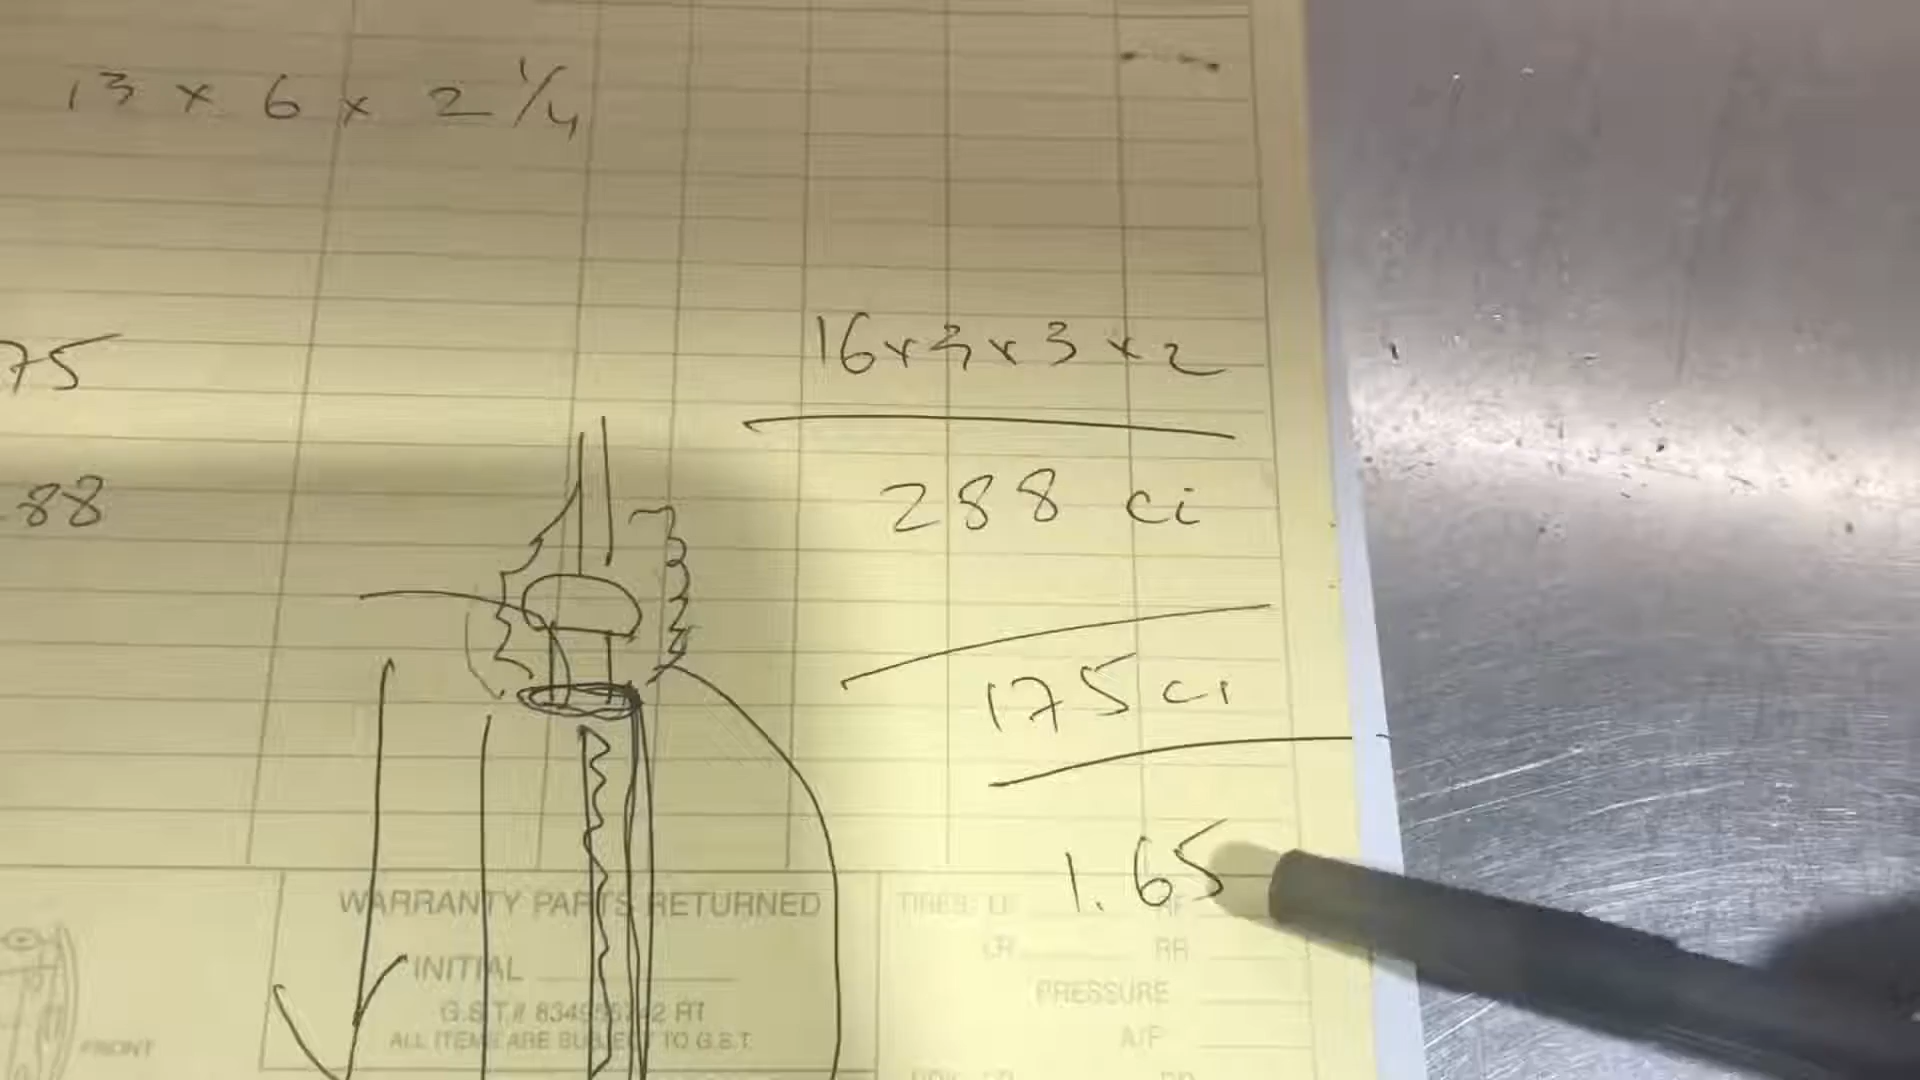 13 x 6 x 2 1/4
16 x 3 x 3 x 2
75
288 ci
88
175 ci
1.65
WARRANTY PARTS RETURNED
INITIAL
G.S.T.#
ALL ITEMS ARE SUBJECT TO G.S.T.
FRONT
TIRES: LF RF
LR RR
PRESSURE
A/F